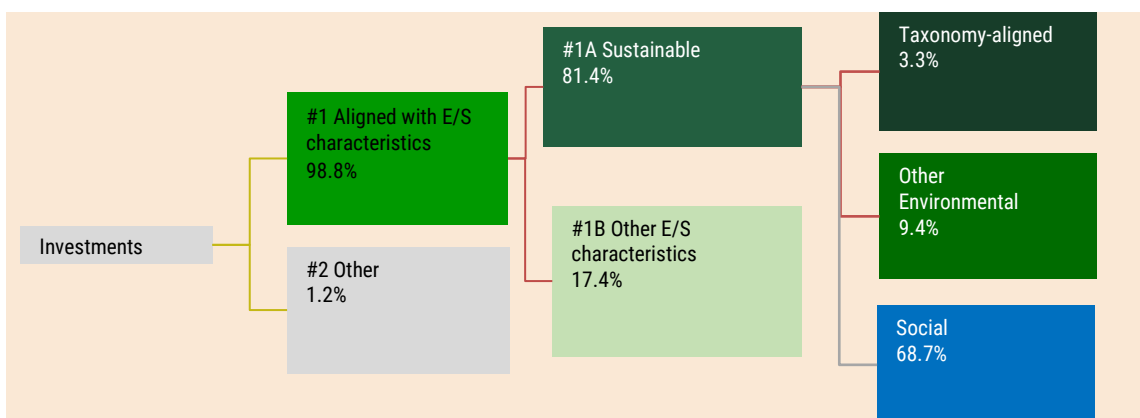 Investments
#1 Aligned with E/S
characteristics
98.8%
#2 Other
1.2%
#1A Sustainable
81.4%
#1B Other E/S
characteristics
17.4%
Taxonomy-aligned
3.3%
Other
Environmental
9.4%
Social
68.7%